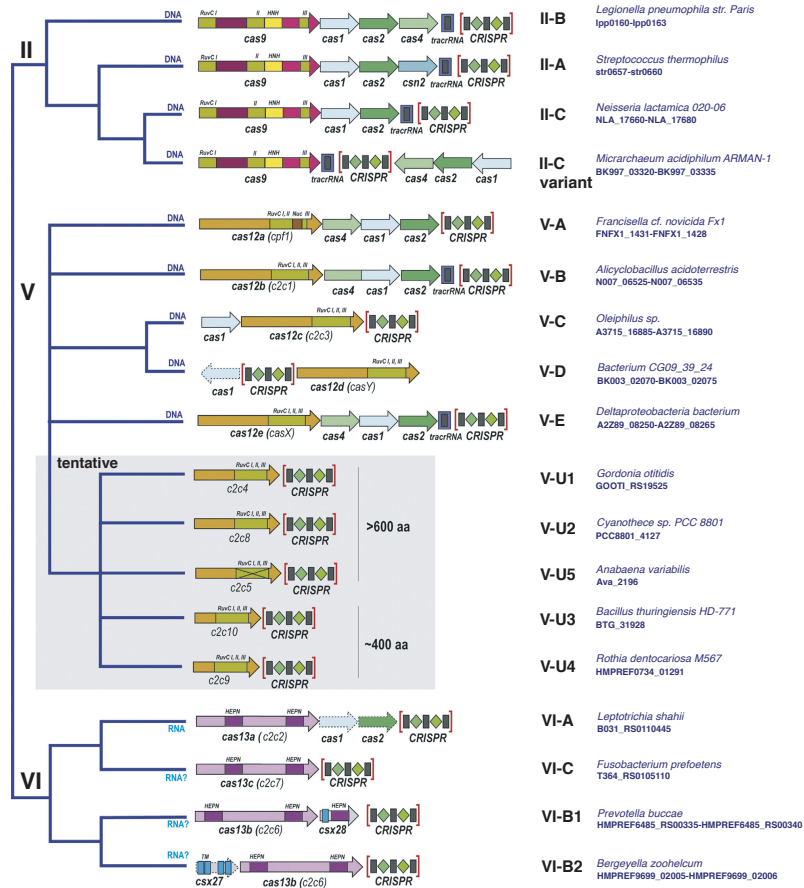 II
DNA
RuvC I II HNH III
cas9 cas1 cas2 cas4 tracrRNA CRISPR
II-B
Legionella pneumophila str. Paris
lpp0160-lpp0163
DNA
RuvC I II HNH III
cas9 cas1 cas2 csn2 tracrRNA CRISPR
II-A
Streptococcus thermophilus
str0657-str0660
DNA
RuvC I II HNH III
cas9 cas1 cas2 tracrRNA CRISPR
II-C
Neisseria lactamica 020-06
NLA_17660-NLA_17680
DNA
RuvC I II HNH III
cas9 tracrRNA CRISPR cas4 cas2 cas1
II-C
variant
Micrarchaeum acidiphilum ARMAN-1
BK997_03320-BK997_03335
V
DNA
RuvC I, II Nuc III
cas12a (cpf1) cas4 cas1 cas2 CRISPR
V-A
Francisella cf. novicida Fx1
FNFX1_1431-FNFX1_1428
DNA
RuvC I, II, III
cas12b (c2c1) cas4 cas1 cas2 tracrRNA CRISPR
V-B
Alicyclobacillus acidoterrestris
N007_06525-N007_06535
DNA
RuvC I, II, III
cas1 cas12c (c2c3) CRISPR
V-C
Oleiphilus sp.
A3715_16885-A3715_16890
DNA
RuvC I, II, III
cas1 CRISPR cas12d (casY)
V-D
Bacterium CG09_39_24
BK003_02070-BK003_02075
DNA
RuvC I, II, III
cas12e (casX) cas4 cas1 cas2 tracrRNA CRISPR
V-E
Deltaproteobacteria bacterium
A2Z89_08250-A2Z89_08265
tentative
RuvC I, II, III
c2c4 CRISPR
V-U1
Gordonia otitidis
GOOTI_RS19525
RuvC I, II, III
c2c8 CRISPR
>600 aa
V-U2
Cyanothece sp. PCC 8801
PCC8801_4127
RuvC I, II, III
c2c5 CRISPR
V-U5
Anabaena variabilis
Ava_2196
RuvC I, II, III
c2c10 CRISPR
V-U3
Bacillus thuringiensis HD-771
BTG_31928
~400 aa
RuvC I, II, III
c2c9 CRISPR
V-U4
Rothia dentocariosa M567
HMPREF0734_01291
VI
RNA
HEPN HEPN
cas13a (c2c2) cas1 cas2 CRISPR
VI-A
Leptotrichia shahii
B031_RS0110445
RNA?
HEPN HEPN
cas13c (c2c7) CRISPR
VI-C
Fusobacterium prefoetens
T364_RS0105110
RNA?
HEPN HEPN HEPN
cas13b (c2c6) csx28 CRISPR
VI-B1
Prevotella buccae
HMPREF6485_RS00335-HMPREF6485_RS00340
RNA?
TM HEPN HEPN
csx27 cas13b (c2c6) CRISPR
VI-B2
Bergeyella zoohelcum
HMPREF9699_02005-HMPREF9699_02006